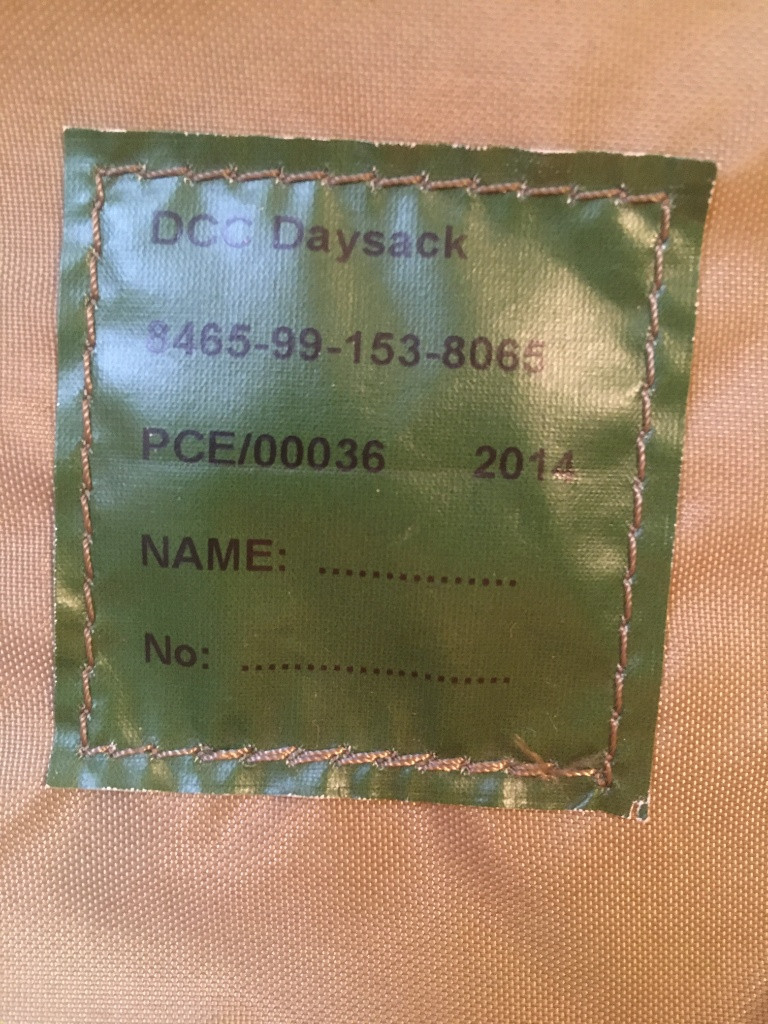 DCC Daysack
8465-99-153-8065
PCE/00036 2014
NAME: ...............
No: .....................